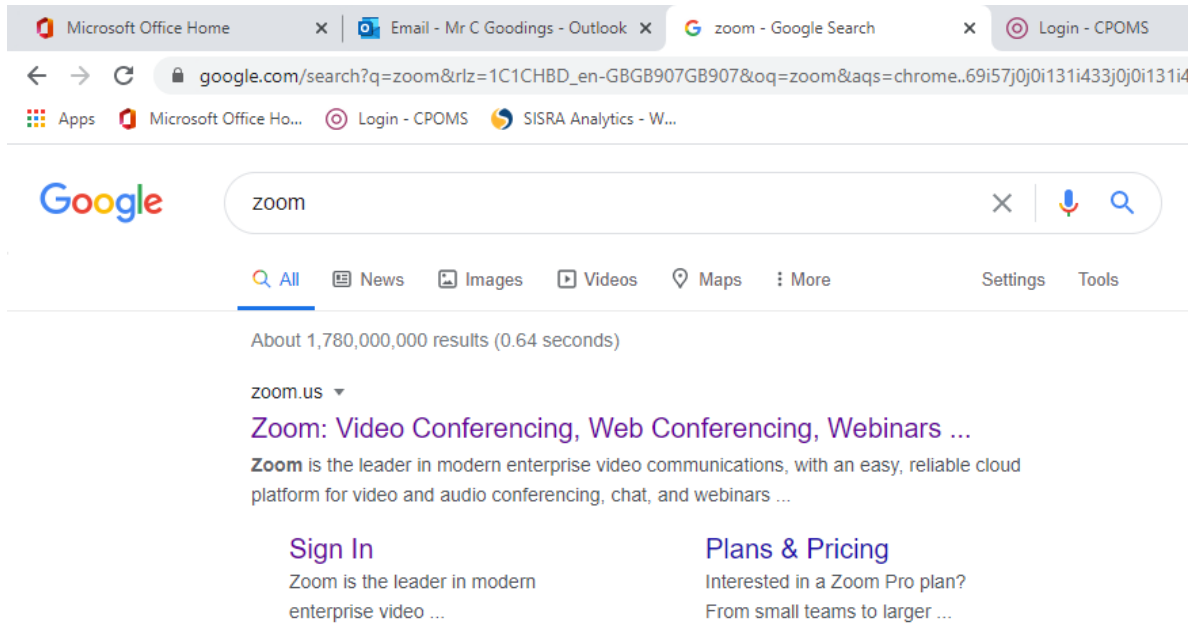 Microsoft Office Home
Email - Mr C Goodings - Outlook
zoom - Google Search
Login - CPOMS
google.com/search?q=zoom&rlz=1C1CHBD_en-GBGB907GB907&oq=zoom&aqs=chrome..69i57j0j0i131i433j0j0i131i4
Apps Microsoft Office Ho... Login - CPOMS SISRA Analytics - W...
Google zoom
All News Images Videos Maps More Settings Tools
About 1,780,000,000 results (0.64 seconds)
zoom.us
Zoom: Video Conferencing, Web Conferencing, Webinars ...
Zoom is the leader in modern enterprise video communications, with an easy, reliable cloud
platform for video and audio conferencing, chat, and webinars ...
Sign In
Zoom is the leader in modern
enterprise video ...
Plans & Pricing
Interested in a Zoom Pro plan?
From small teams to larger ...